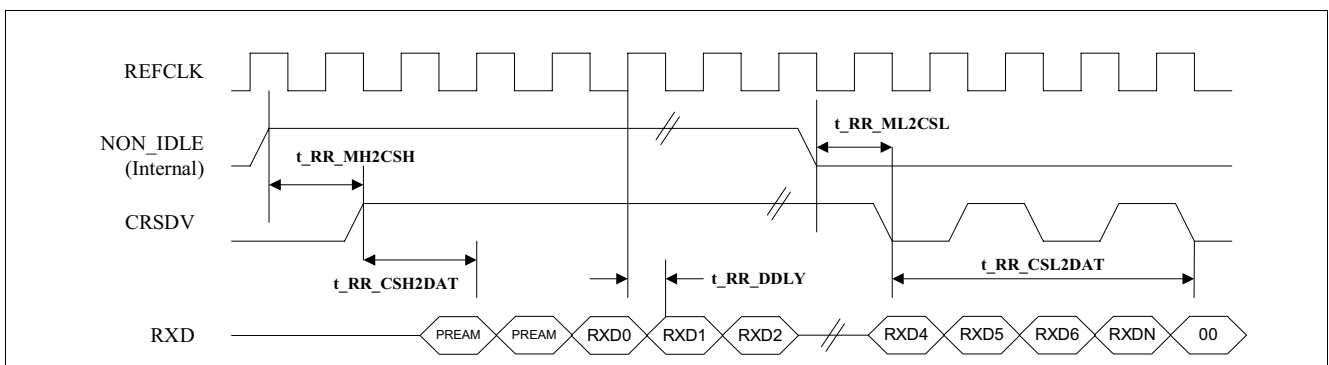 REFCLK
t_RR_ML2CSL
NON_IDLE
(Internal)
t_RR_MH2CSH
CRSDV
t_RR_CSH2DAT
t_RR_DDLY
t_RR_CSL2DAT
RXD
PREAM PREAM RXD0 RXD1 RXD2 RXD4 RXD5 RXD6 RXDN 00